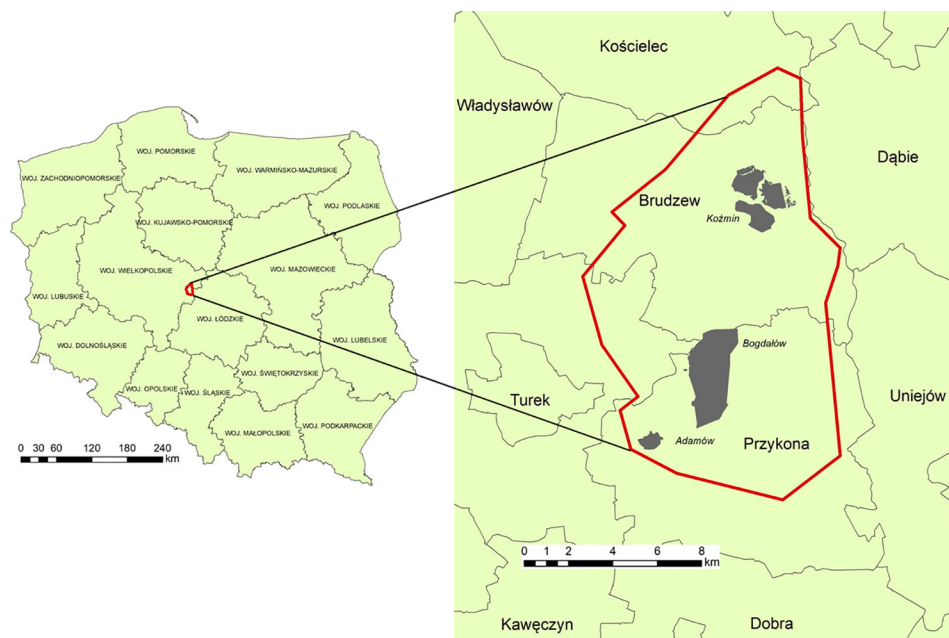 WOJ. POMORSKIE
WOJ. ZACHODNIOPOMORSKIE
WOJ. WARMIŃSKO-MAZURSKIE
WOJ. PODLASKIE
WOJ. KUJAWSKO-POMORSKIE
WOJ. WIELKOPOLSKIE
WOJ. MAZOWIECKIE
WOJ. LUBUSKIE
WOJ. ŁÓDZKIE
WOJ. LUBELSKIE
WOJ. DOLNOŚLĄSKIE
WOJ. ŚWIĘTOKRZYSKIE
WOJ. OPOLSKIE
WOJ. ŚLĄSKIE
WOJ. MAŁOPOLSKIE
WOJ. PODKARPACKIE
0 30 60 120 180 240
km
Kościelec
Władysławów
Dąbie
Brudzew
Koźmin
Bogdałów
Turek
Uniejów
Adamów
Przykona
0 1 2 4 6 8
km
Kawęczyn
Dobra